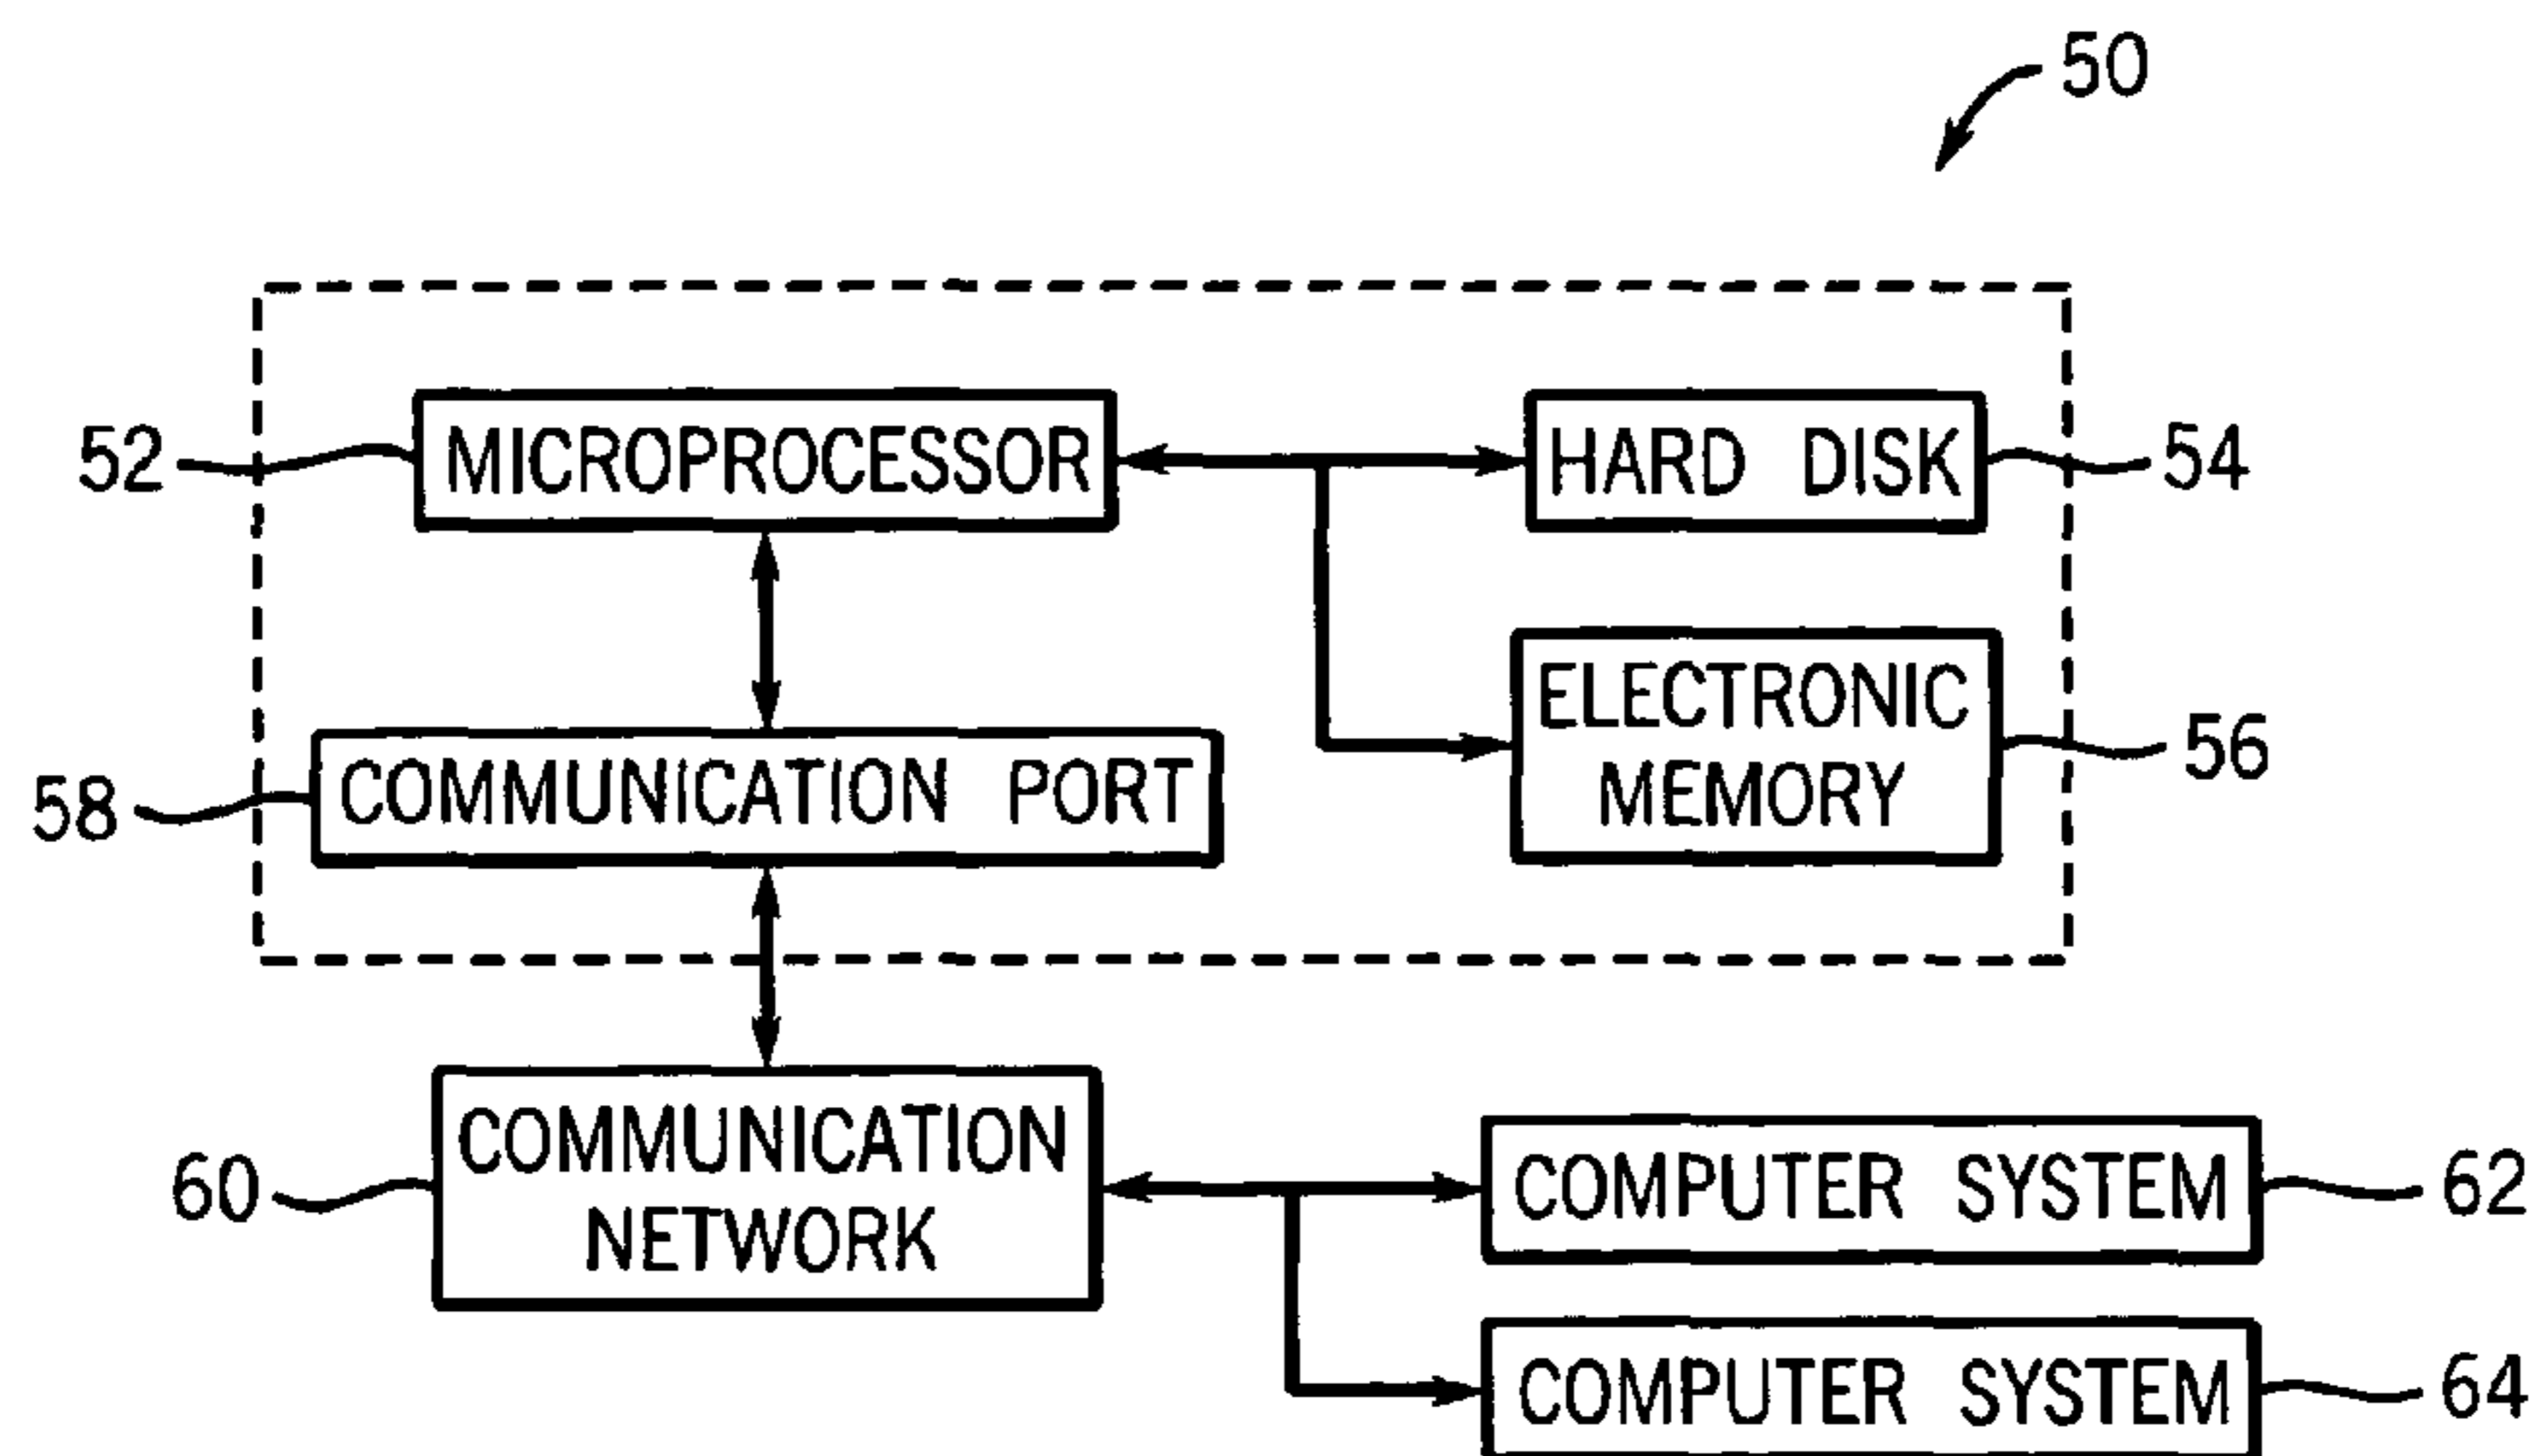 50
52
MICROPROCESSOR
HARD DISK
54
58
COMMUNICATION PORT
ELECTRONIC
MEMORY
56
60
COMMUNICATION
NETWORK
COMPUTER SYSTEM
62
COMPUTER SYSTEM
64